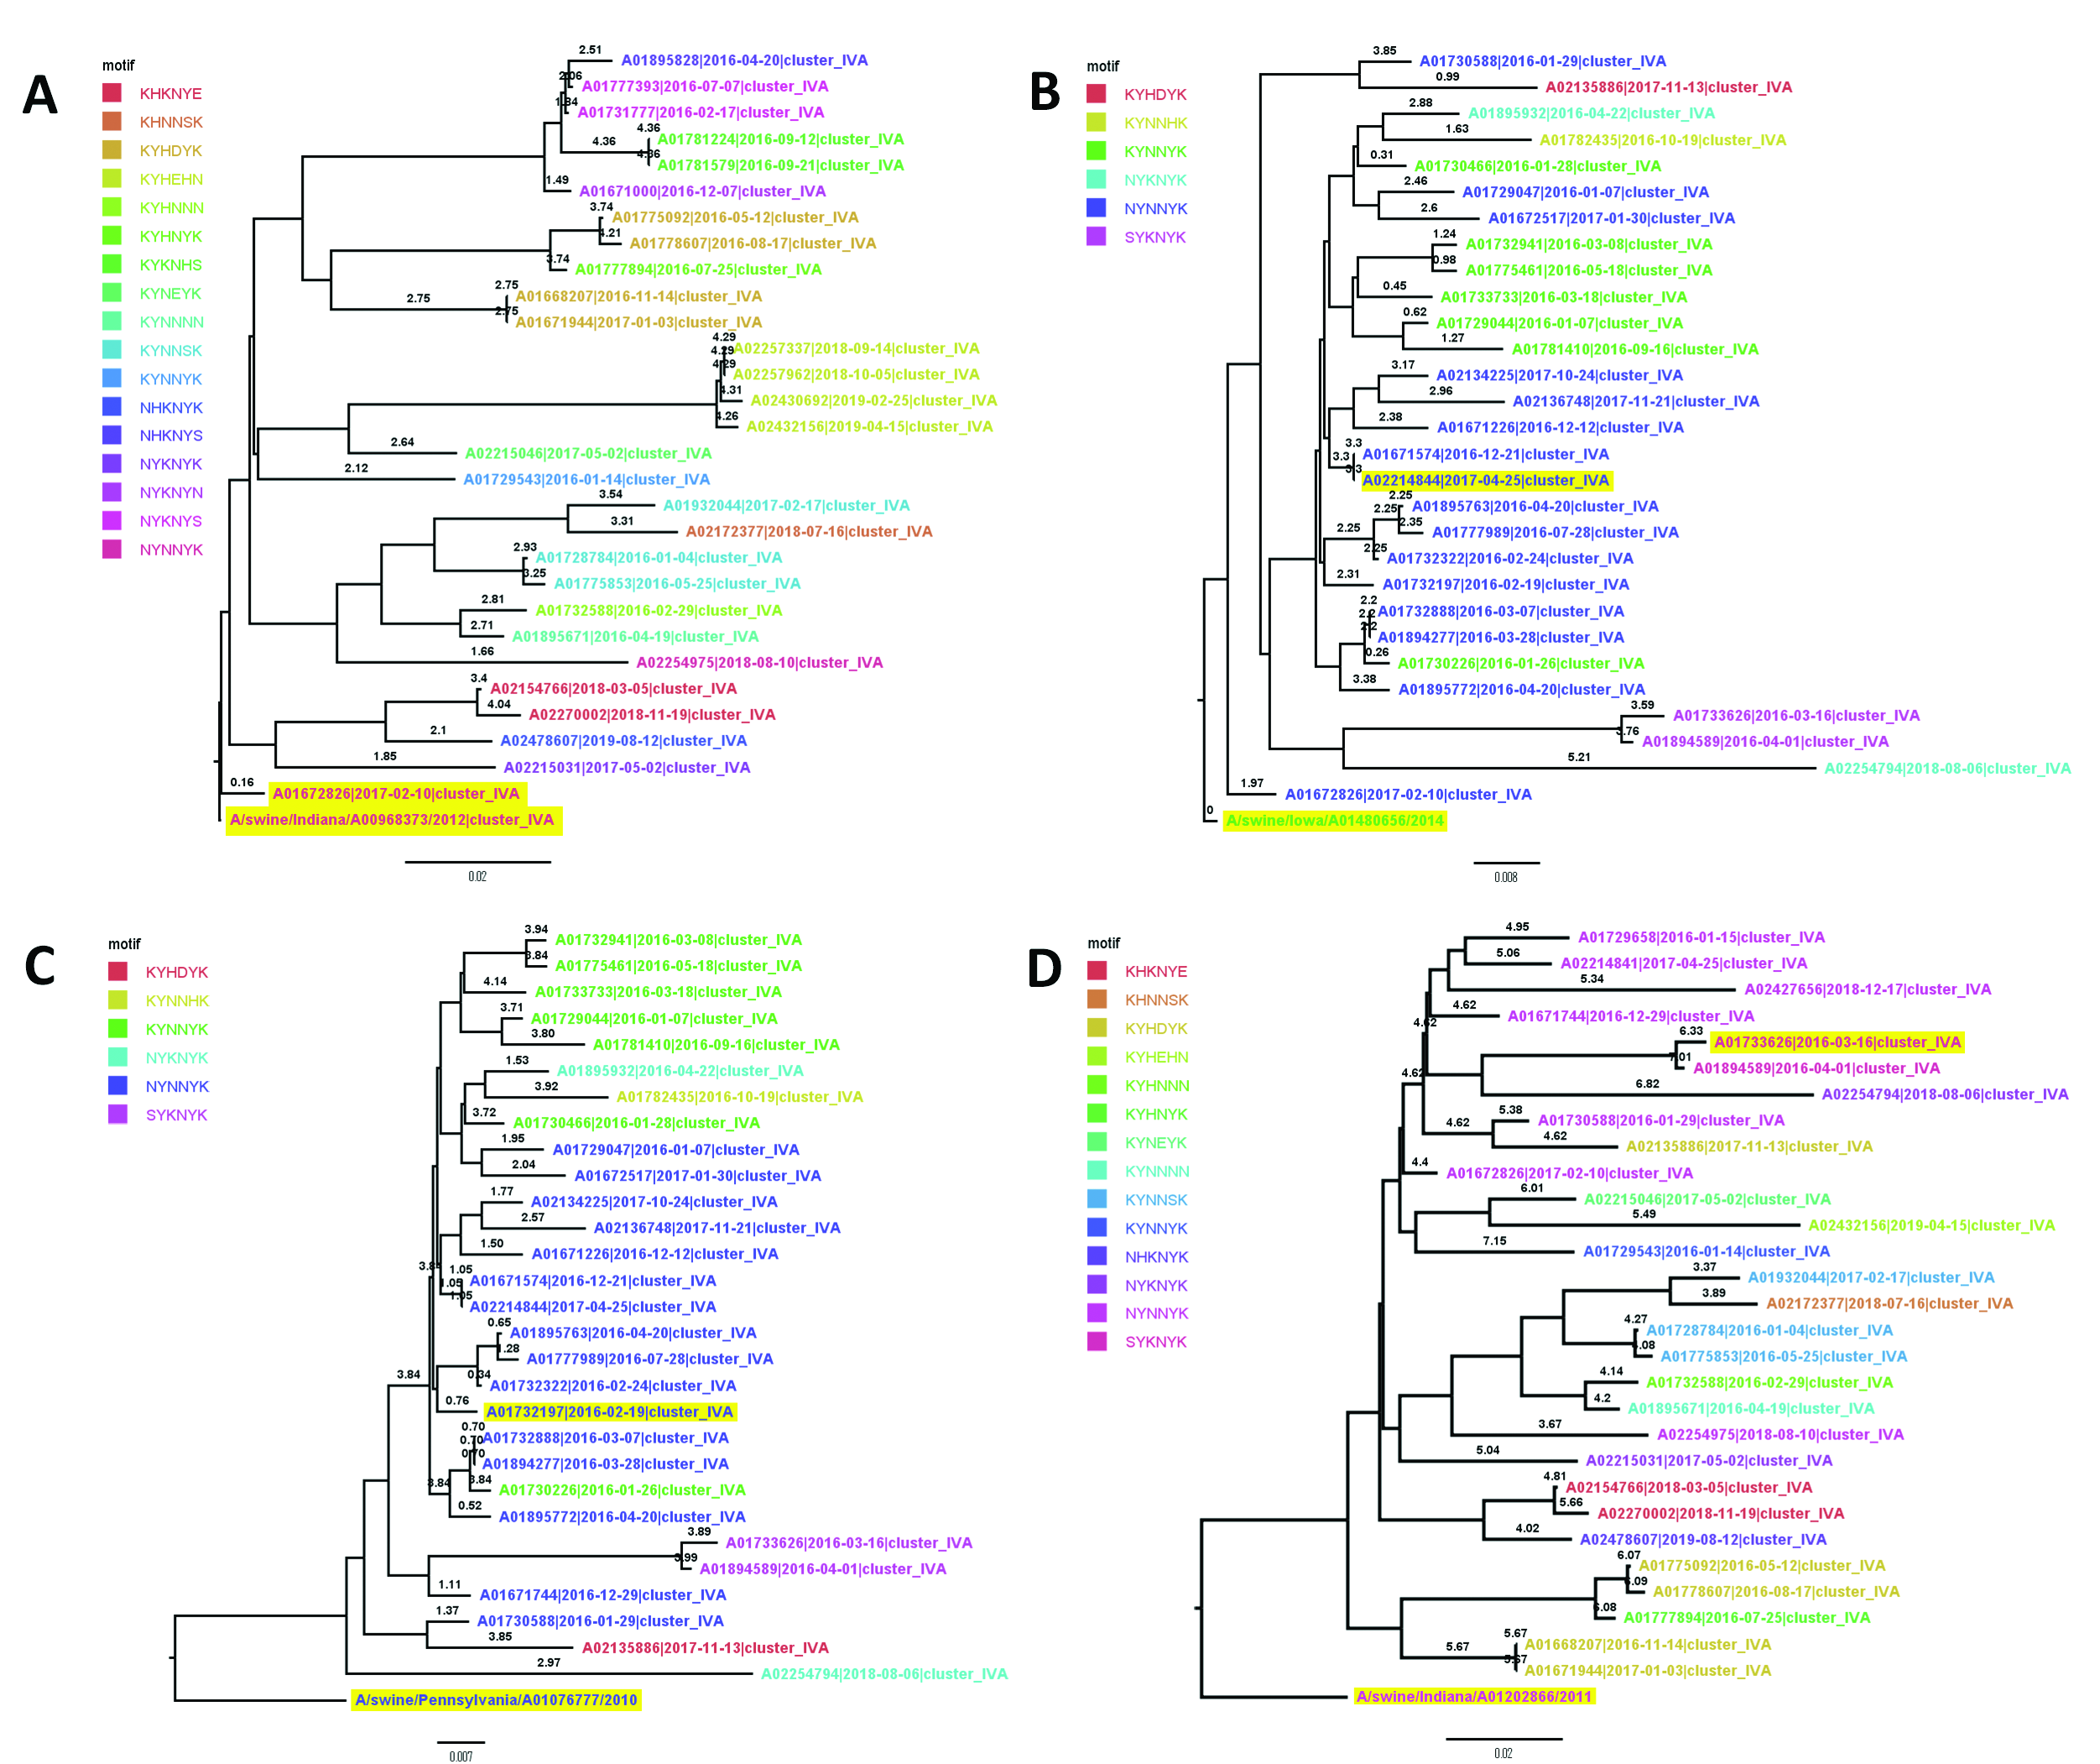 A
motif
KHKNYE
KHNNSK
KYHDYK
KYHEHN
KYHNNN
KYHNYK
KYKNHS
KYNEYK
KYNNNN
KYNNSK
KYNNYK
NHKNYK
NHKNYS
NYKNYK
NYKNYN
NYKNYS
NYNNYK
2.51
A01895828|2016-04-20|cluster_IVA
A01777393|2016-07-07|cluster_IVA
1.84
A01731777|2016-02-17|cluster_IVA
4.36
A01781224|2016-09-12|cluster_IVA
4.36
4.36
A01781579|2016-09-21|cluster_IVA
1.49
A01671000|2016-12-07|cluster_IVA
3.74
A01775092|2016-05-12|cluster_IVA
4.21
A01778607|2016-08-17|cluster_IVA
3.74
A01777894|2016-07-25|cluster_IVA
2.75
2.75
A01668207|2016-11-14|cluster_IVA
2.75
A01671944|2017-01-03|cluster_IVA
4.29
4.29
A02257337|2018-09-14|cluster_IVA
4.29
A02257962|2018-10-05|cluster_IVA
4.31
A02430692|2019-02-25|cluster_IVA
4.26
A02432156|2019-04-15|cluster_IVA
2.64
A02215046|2017-05-02|cluster_IVA
2.12
A01729543|2016-01-14|cluster_IVA
3.54
A01932044|2017-02-17|cluster_IVA
3.31
A02172377|2018-07-16|cluster_IVA
2.93
A01728784|2016-01-04|cluster_IVA
3.25
A01775853|2016-05-25|cluster_IVA
2.81
A01732588|2016-02-29|cluster_IVA
2.71
A01895671|2016-04-19|cluster_IVA
1.66
A02254975|2018-08-10|cluster_IVA
3.4
A02154766|2018-03-05|cluster_IVA
4.04
A02270002|2018-11-19|cluster_IVA
2.1
A02478607|2019-08-12|cluster_IVA
1.85
A02215031|2017-05-02|cluster_IVA
0.16
A01672826|2017-02-10|cluster_IVA
A/swine/Indiana/A00968373/2012|cluster_IVA
0.02
B
motif
KYHDYK
KYNNHK
KYNNYK
NYKNYK
NYNNYK
SYKNYK
3.85
A01730588|2016-01-29|cluster_IVA
0.99
A02135886|2017-11-13|cluster_IVA
2.88
A01895932|2016-04-22|cluster_IVA
1.63
A01782435|2016-10-19|cluster_IVA
0.31
A01730466|2016-01-28|cluster_IVA
2.46
A01729047|2016-01-07|cluster_IVA
2.6
A01672517|2017-01-30|cluster_IVA
1.24
A01732941|2016-03-08|cluster_IVA
0.98
A01775461|2016-05-18|cluster_IVA
0.45
A01733733|2016-03-18|cluster_IVA
0.62
A01729044|2016-01-07|cluster_IVA
1.27
A01781410|2016-09-16|cluster_IVA
3.17
A02134225|2017-10-24|cluster_IVA
2.96
A02136748|2017-11-21|cluster_IVA
2.38
A01671226|2016-12-12|cluster_IVA
3.3
3.3
A01671574|2016-12-21|cluster_IVA
3.3
A02214844|2017-04-25|cluster_IVA
2.25
2.25
A01895763|2016-04-20|cluster_IVA
2.25
2.35
A01777989|2016-07-28|cluster_IVA
2.25
A01732322|2016-02-24|cluster_IVA
2.31
A01732197|2016-02-19|cluster_IVA
2.2
2.2
A01732888|2016-03-07|cluster_IVA
2.2
A01894277|2016-03-28|cluster_IVA
0.26
A01730226|2016-01-26|cluster_IVA
3.38
A01895772|2016-04-20|cluster_IVA
3.59
A01733626|2016-03-16|cluster_IVA
3.76
A01894589|2016-04-01|cluster_IVA
5.21
A02254794|2018-08-06|cluster_IVA
1.97
A01672826|2017-02-10|cluster_IVA
0
A/swine/Iowa/A01480656/2014
0.008
C
motif
KYHDYK
KYNNHK
KYNNYK
NYKNYK
NYNNYK
SYKNYK
3.94
A01732941|2016-03-08|cluster_IVA
3.84
A01775461|2016-05-18|cluster_IVA
4.14
A01733733|2016-03-18|cluster_IVA
3.71
A01729044|2016-01-07|cluster_IVA
3.80
A01781410|2016-09-16|cluster_IVA
1.53
A01895932|2016-04-22|cluster_IVA
3.92
A01782435|2016-10-19|cluster_IVA
3.72
A01730466|2016-01-28|cluster_IVA
1.95
A01729047|2016-01-07|cluster_IVA
2.04
A01672517|2017-01-30|cluster_IVA
1.77
A02134225|2017-10-24|cluster_IVA
2.57
A02136748|2017-11-21|cluster_IVA
1.50
A01671226|2016-12-12|cluster_IVA
1.05
1.05
A01671574|2016-12-21|cluster_IVA
1.05
A02214844|2017-04-25|cluster_IVA
0.65
A01895763|2016-04-20|cluster_IVA
1.28
A01777989|2016-07-28|cluster_IVA
0.34
A01732322|2016-02-24|cluster_IVA
3.84
0.76
A01732197|2016-02-19|cluster_IVA
0.70
0.70
A01732888|2016-03-07|cluster_IVA
0.70
A01894277|2016-03-28|cluster_IVA
3.84
3.84
A01730226|2016-01-26|cluster_IVA
0.52
A01895772|2016-04-20|cluster_IVA
3.89
A01733626|2016-03-16|cluster_IVA
3.99
A01894589|2016-04-01|cluster_IVA
1.11
A01671744|2016-12-29|cluster_IVA
1.37
A01730588|2016-01-29|cluster_IVA
3.85
A02135886|2017-11-13|cluster_IVA
2.97
A02254794|2018-08-06|cluster_IVA
A/swine/Pennsylvania/A01076777/2010
0.007
D
motif
KHKNYE
KHNNSK
KYHDYK
KYHEHN
KYHNNN
KYHNYK
KYNEYK
KYNNNN
KYNNSK
KYNNYK
NHKNYK
NYKNYK
NYNNYK
SYKNYK
4.95
A01729658|2016-01-15|cluster_IVA
5.06
A02214841|2017-04-25|cluster_IVA
5.34
A02427656|2018-12-17|cluster_IVA
4.62
A01671744|2016-12-29|cluster_IVA
4.62
6.33
A01733626|2016-03-16|cluster_IVA
7.01
A01894589|2016-04-01|cluster_IVA
4.62
6.82
A02254794|2018-08-06|cluster_IVA
5.38
A01730588|2016-01-29|cluster_IVA
4.62
4.62
A02135886|2017-11-13|cluster_IVA
4.4
A01672826|2017-02-10|cluster_IVA
6.01
A02215046|2017-05-02|cluster_IVA
5.49
A02432156|2019-04-15|cluster_IVA
7.15
A01729543|2016-01-14|cluster_IVA
3.37
A01932044|2017-02-17|cluster_IVA
3.89
A02172377|2018-07-16|cluster_IVA
4.27
A01728784|2016-01-04|cluster_IVA
A01775853|2016-05-25|cluster_IVA
4.14
A01732588|2016-02-29|cluster_IVA
4.2
A01895671|2016-04-19|cluster_IVA
3.67
A02254975|2018-08-10|cluster_IVA
5.04
A02215031|2017-05-02|cluster_IVA
4.81
A02154766|2018-03-05|cluster_IVA
5.66
A02270002|2018-11-19|cluster_IVA
4.02
A02478607|2019-08-12|cluster_IVA
6.07
A01775092|2016-05-12|cluster_IVA
6.09
A01778607|2016-08-17|cluster_IVA
6.08
A01777894|2016-07-25|cluster_IVA
5.67
5.67
A01668207|2016-11-14|cluster_IVA
5.67
A01671944|2017-01-03|cluster_IVA
A/swine/Indiana/A01202866/2011
0.02